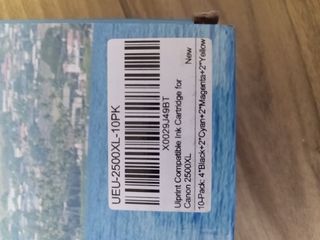 UEU-2500XL-10PK
X0029J49BT
Uiprint Compatible Ink Cartridge for
Canon 2500XL
New
10-Pack: 4*Black+2*Cyan+2*Magenta+2*Yellow